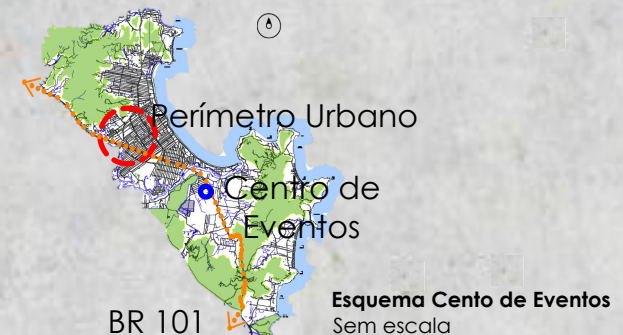 Perímetro Urbano
Centro de
Eventos
BR 101
Esquema Cento de Eventos
Sem escala